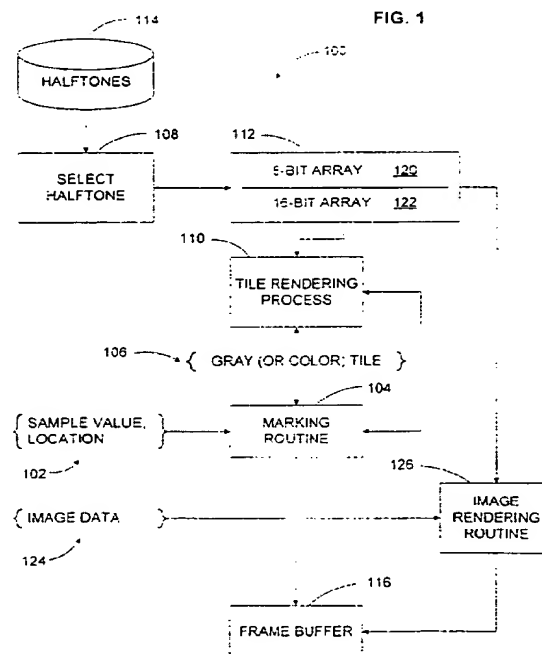 FIG. 1
114
100
HALFTONES
108
112
SELECT
HALFTONE
8-BIT ARRAY 120
16-BIT ARRAY 122
110
TILE RENDERING
PROCESS
106
{ GRAY (OR COLOR) TILE }
104
{ SAMPLE VALUE,
LOCATION }
MARKING
ROUTINE
102
126
{ IMAGE DATA }
IMAGE
RENDERING
ROUTINE
124
116
FRAME BUFFER